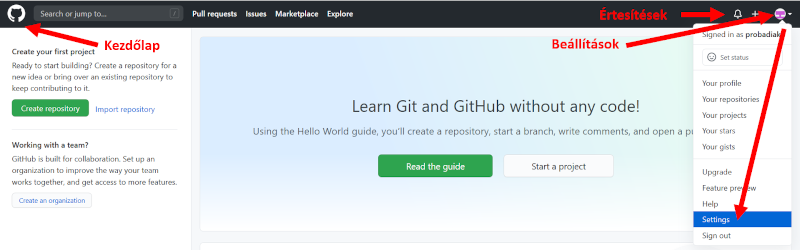 Search or jump to...
/
Pull requests Issues Marketplace Explore
Értesítések
Kezdőlap
Beállítások
Create your first project
Ready to start building? Create a repository for
a new idea or bring over an existing repository to
keep contributing to it.
Create repository
Import repository
Working with a team?
GitHub is built for collaboration. Set up an
organization to improve the way your team
works together, and get access to more features.
Create an organization
Learn Git and GitHub without any code!
Using the Hello World guide, you'll create a repository, start a branch, write comments, and open a
Read the guide
Start a project
Signed in as probadiak
Set status
Your profile
Your repositories
Your projects
Your stars
Your gists
Upgrade
Feature preview
Help
Settings
Sign out